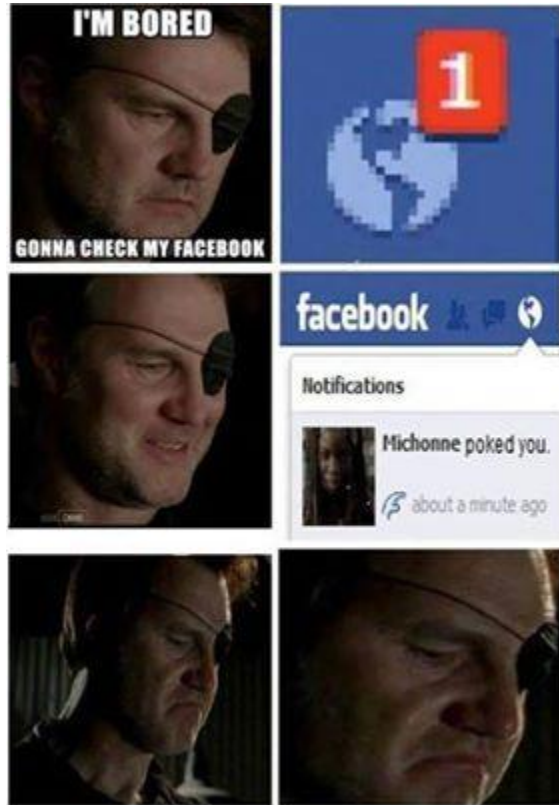 I'M BORED
GONNA CHECK MY FACEBOOK
1
facebook
Notifications
Michonne poked you.
about a minute ago